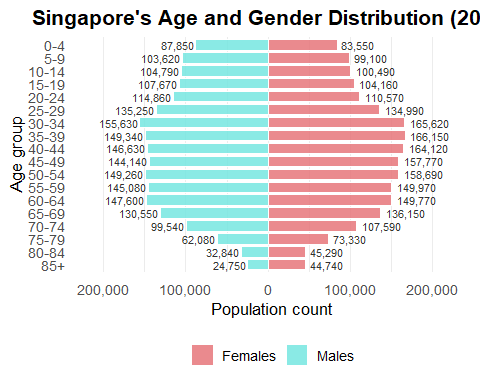 Singapore's Age and Gender Distribution (20
0-4 87,850 83,550
5-9 103,620 99,100
10-14 104,790 100,490
15-19 107,670 104,160
20-24 114,860 110,570
25-29 135,250 134,990
30-34 155,630 165,620
35-39 149,340 166,150
40-44 146,630 164,120
45-49 144,140 157,770
50-54 149,260 158,690
55-59 145,080 149,970
60-64 147,600 149,770
65-69 130,550 136,150
70-74 99,540 107,590
75-79 62,080 73,330
80-84 32,840 45,290
85+ 24,750 44,740
Age group
200,000 100,000 0 100,000 200,000
Population count
Females Males